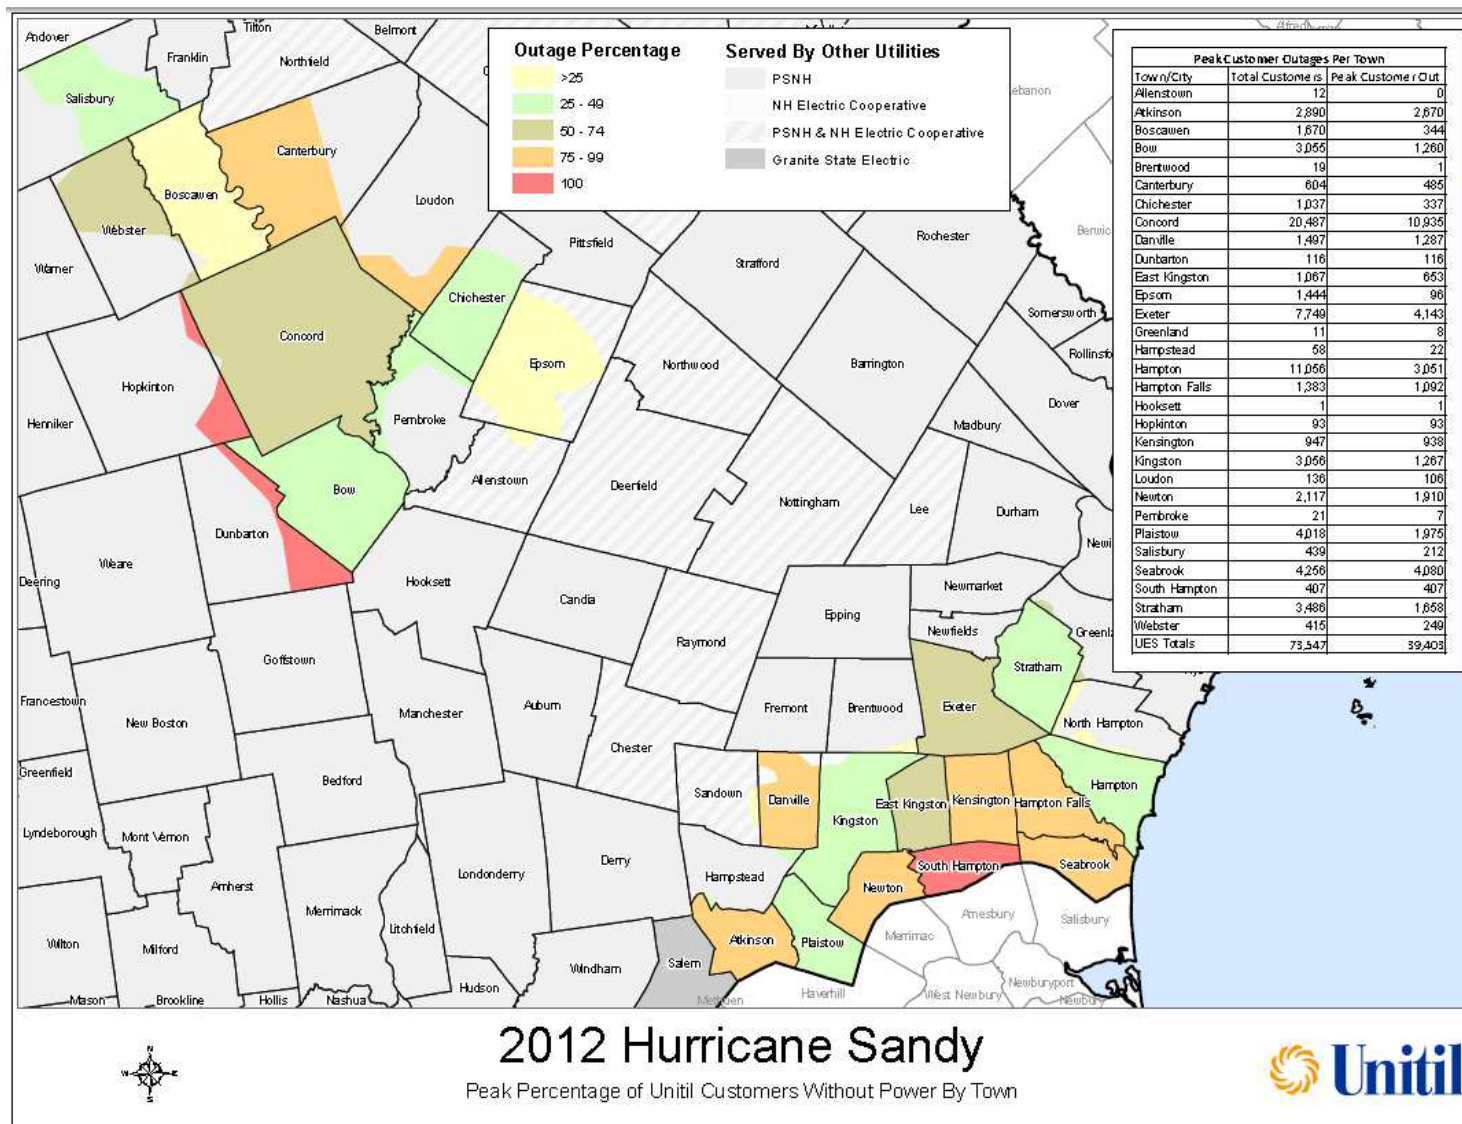 Outage Percentage
>25
25 - 49
50 - 74
75 - 99
100
Served By Other Utilities
PSNH
NH Electric Cooperative
PSNH & NH Electric Cooperative
Granite State Electric
Peak Customer Outages Per Town
Town/City Total Customers Peak Customer Out
Allenstown 12 0
Atkinson 2,890 2,670
Boscawen 1,670 344
Bow 3,055 1,260
Brentwood 19 1
Canterbury 604 485
Chichester 1,037 337
Concord 20,487 10,935
Danville 1,497 1,287
Dunbarton 116 116
East Kingston 1,067 653
Epsom 1,444 96
Exeter 7,749 4,143
Greenland 11 8
Hampstead 58 22
Hampton 11,056 3,051
Hampton Falls 1,383 1,092
Hooksett 1 1
Hopkinton 93 93
Kensington 947 938
Kingston 3,056 1,267
Loudon 136 106
Newton 2,117 1,910
Pembroke 21 7
Plaistow 4,018 1,975
Salisbury 439 212
Seabrook 4,256 4,080
South Hampton 407 407
Stratham 3,486 1,658
Webster 415 249
UES Totals 73,547 39,403
Andover
Tilton
Belmont
Franklin
Northfield
Salisbury
Canterbury
Boscawen
Loudon
Webster
Warner
Pittsfield
Strafford
Rochester
Chichester
Concord
Somersworth
Epsom
Northwood
Barrington
Hopkinton
Dover
Henniker
Pembroke
Madbury
Allenstown
Deerfield
Bow
Nottingham
Lee
Durham
Dunbarton
Weare
Deering
Hooksett
Candia
Newmarket
Epping
Newfields
Raymond
Goffstown
Stratham
Francestown
New Boston
Manchester
Auburn
Fremont
Brentwood
Exeter
North Hampton
Chester
Greenfield
Bedford
Sandown
Danville
Kingston
East Kingston
Kensington
Hampton Falls
Hampton
Lyndeborough
Mont Vernon
Amherst
Merrimack
Litchfield
Londonderry
Derry
Hampstead
Newton
South Hampton
Seabrook
Wilton
Milford
Atkinson
Plaistow
Merrimac
Amesbury
Salisbury
Windham
Salem
Hudson
Methuen
Haverhill
West Newbury
Newburyport
Newbury
Mason
Brookline
Hollis
Nashua
N
W
E
S
2012 Hurricane Sandy
Peak Percentage of Unitil Customers Without Power By Town
Unitil